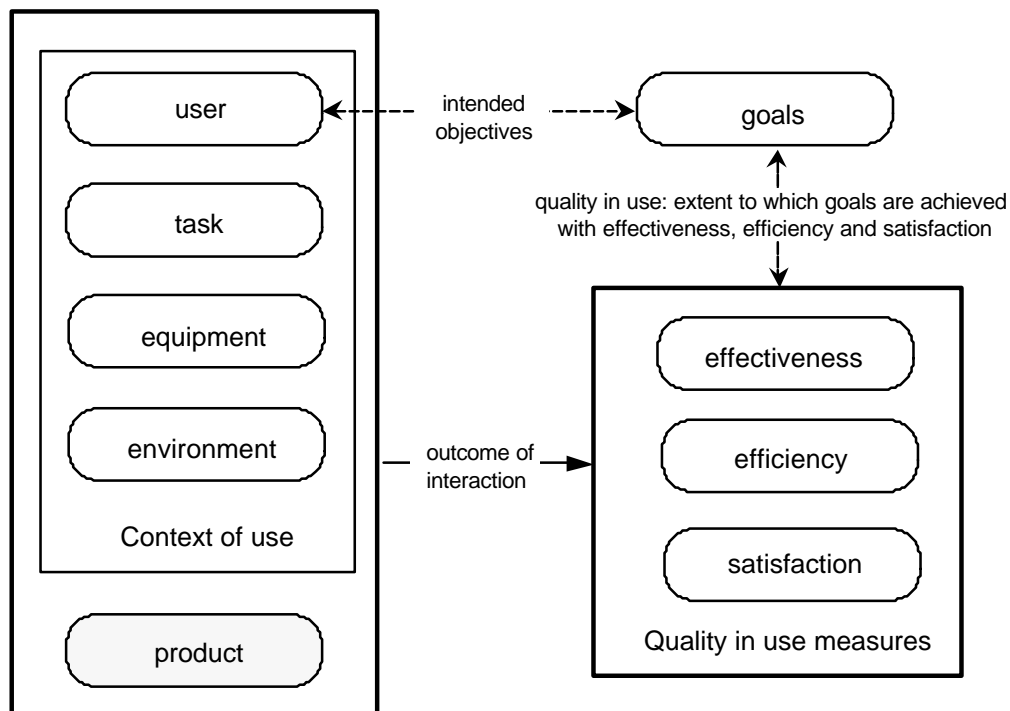 user
intended
objectives
goals
task
quality in use: extent to which goals are achieved
with effectiveness, efficiency and satisfaction
equipment
effectiveness
environment
outcome of
interaction
efficiency
Context of use
satisfaction
product
Quality in use measures